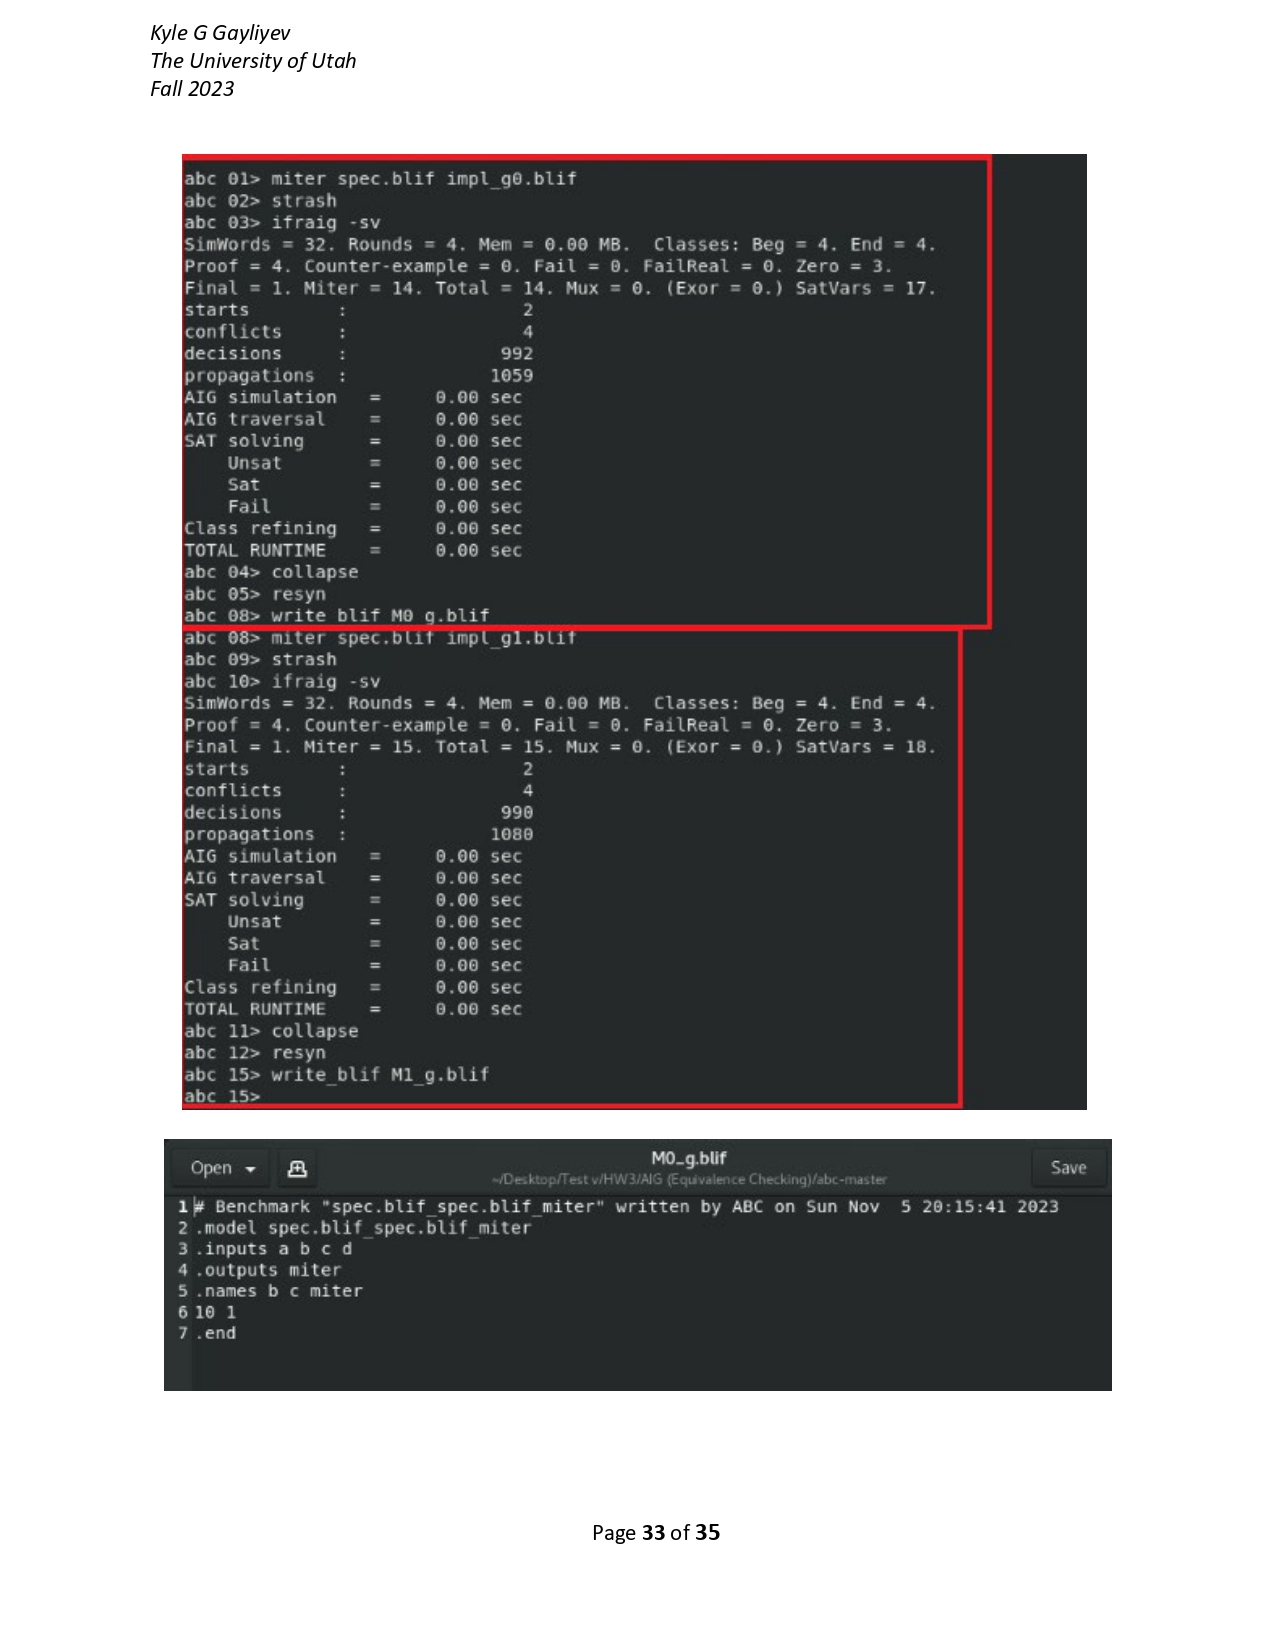 Kyle G Gayliyev
The University of Utah
Fall 2023
abc 01> miter spec.blif impl_g0.blif
abc 02> strash
abc 03> ifraig -sv
SimWords = 32. Rounds = 4. Mem = 0.00 MB.  Classes: Beg = 4. End = 4.
Proof = 4. Counter-example = 0. Fail = 0. FailReal = 0. Zero = 3.
Final = 1. Miter = 14. Total = 14. Mux = 0. (Exor = 0.) SatVars = 17.
starts        :                2
conflicts     :                4
decisions     :              992
propagations  :             1059
AIG simulation   =     0.00 sec
AIG traversal    =     0.00 sec
SAT solving      =     0.00 sec
    Unsat        =     0.00 sec
    Sat          =     0.00 sec
    Fail         =     0.00 sec
Class refining   =     0.00 sec
TOTAL RUNTIME    =     0.00 sec
abc 04> collapse
abc 05> resyn
abc 08> write_blif M0_g.blif
abc 08> miter spec.blif impl_g1.blif
abc 09> strash
abc 10> ifraig -sv
SimWords = 32. Rounds = 4. Mem = 0.00 MB.  Classes: Beg = 4. End = 4.
Proof = 4. Counter-example = 0. Fail = 0. FailReal = 0. Zero = 3.
Final = 1. Miter = 15. Total = 15. Mux = 0. (Exor = 0.) SatVars = 18.
starts        :                2
conflicts     :                4
decisions     :              990
propagations  :             1080
AIG simulation   =     0.00 sec
AIG traversal    =     0.00 sec
SAT solving      =     0.00 sec
    Unsat        =     0.00 sec
    Sat          =     0.00 sec
    Fail         =     0.00 sec
Class refining   =     0.00 sec
TOTAL RUNTIME    =     0.00 sec
abc 11> collapse
abc 12> resyn
abc 15> write_blif M1_g.blif
abc 15>
M0_g.blif
Open Save
~/Desktop/Test v/HW3/AIG (Equivalence Checking)/abc-master
1 # Benchmark "spec.blif_spec.blif_miter" written by ABC on Sun Nov  5 20:15:41 2023
2 .model spec.blif_spec.blif_miter
3 .inputs a b c d
4 .outputs miter
5 .names b c miter
6 10 1
7 .end
Page 33 of 35